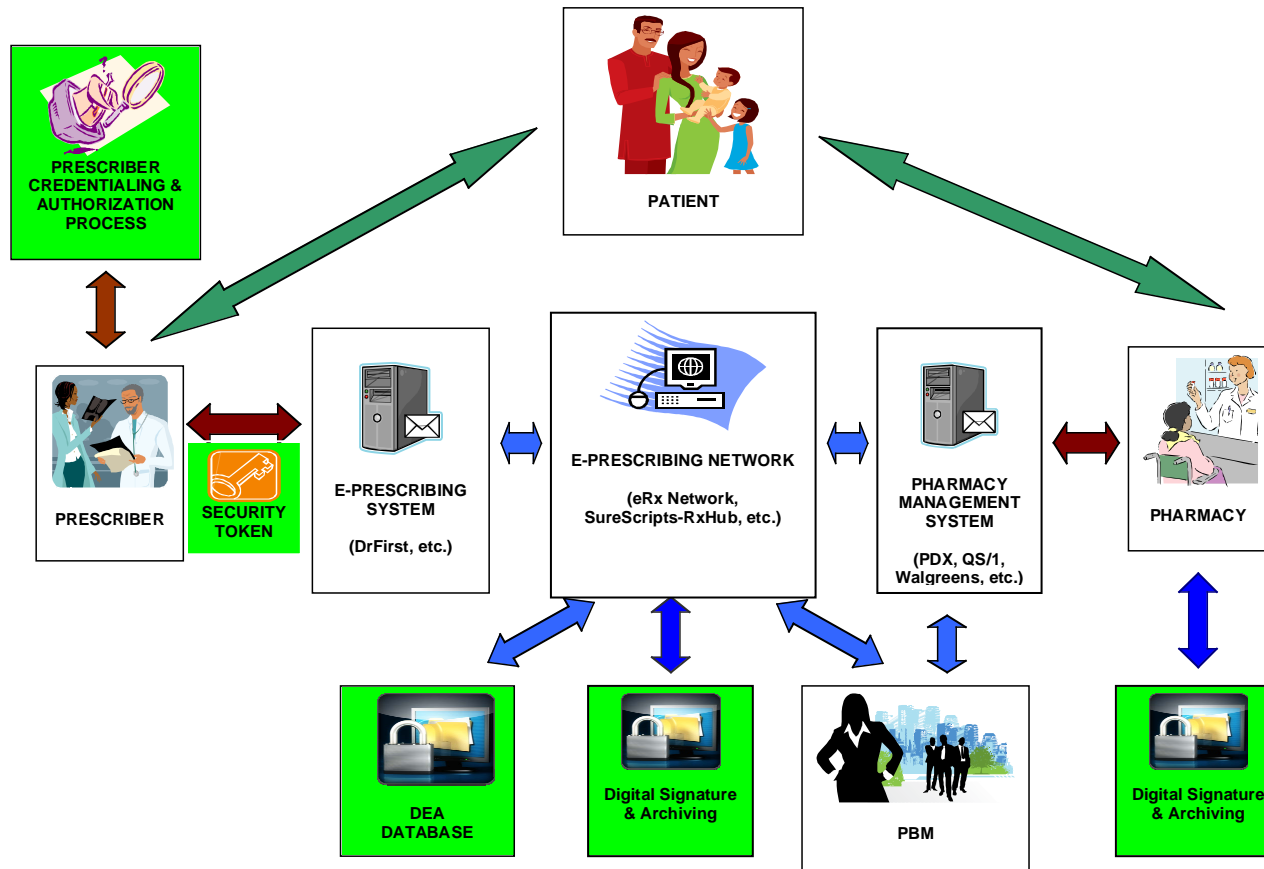 PATIENT
PRESCRIBER
CREDENTIALING &
AUTHORIZATION
PROCESS
PRESCRIBER
SECURITY
TOKEN
E-PRESCRIBING
SYSTEM
(DrFirst, etc.)
E-PRESCRIBING NETWORK
(eRx Network,
SureScripts-RxHub, etc.)
PHARMACY
MANAGEMENT
SYSTEM
(PDX, QS/1,
Walgreens, etc.)
PHARMACY
DEA
DATABASE
Digital Signature
& Archiving
PBM
Digital Signature
& Archiving